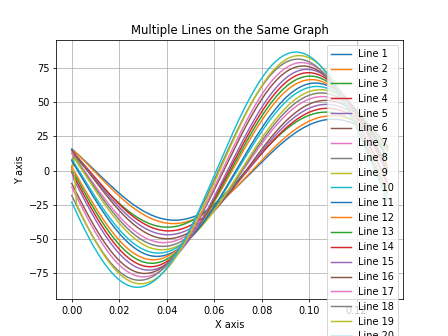 Multiple Lines on the Same Graph
Y axis
75
50
25
0
−25
−50
−75
0.00
0.02
0.04
0.06
0.08
0.10
X axis
Line 1
Line 2
Line 3
Line 4
Line 5
Line 6
Line 7
Line 8
Line 9
Line 10
Line 11
Line 12
Line 13
Line 14
Line 15
Line 16
Line 17
Line 18
Line 19
Line 20